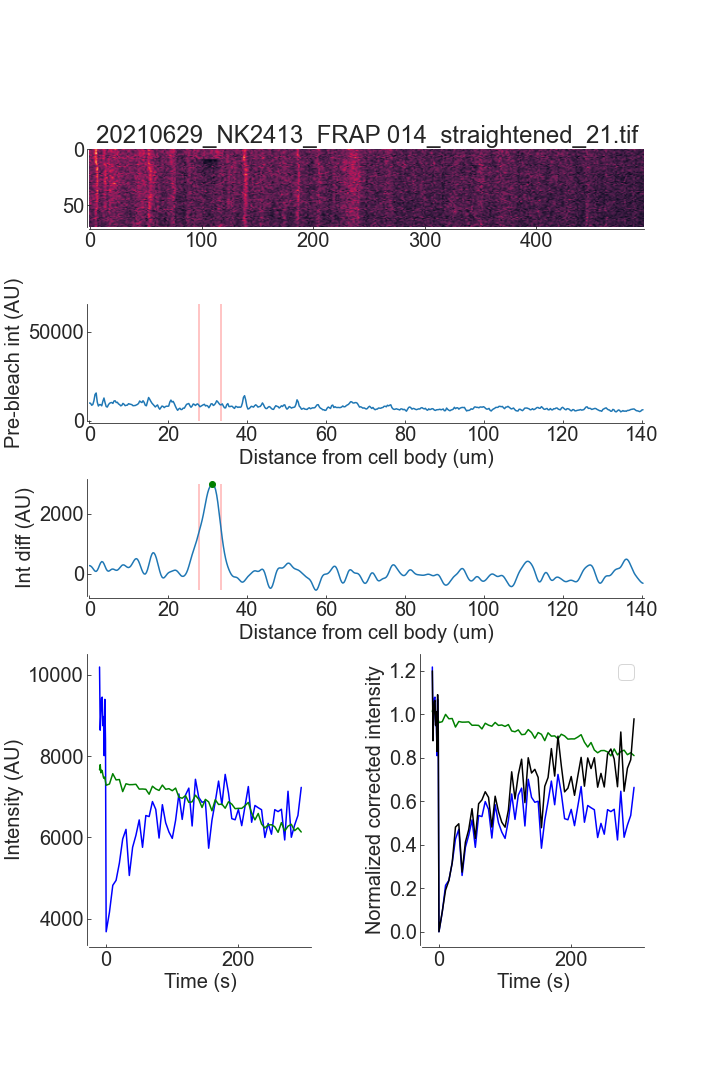 20210629_NK2413_FRAP 014_straightened_21.tif
0
50
0 100 200 300 400
Pre-bleach int (AU)
50000
0
0 20 40 60 80 100 120 140
Distance from cell body (um)
Int diff (AU)
2000
0
0 20 40 60 80 100 120 140
Distance from cell body (um)
Intensity (AU)
10000
8000
6000
4000
0 200
Time (s)
Normalized corrected intensity
1.2
1.0
0.8
0.6
0.4
0.2
0.0
0 200
Time (s)